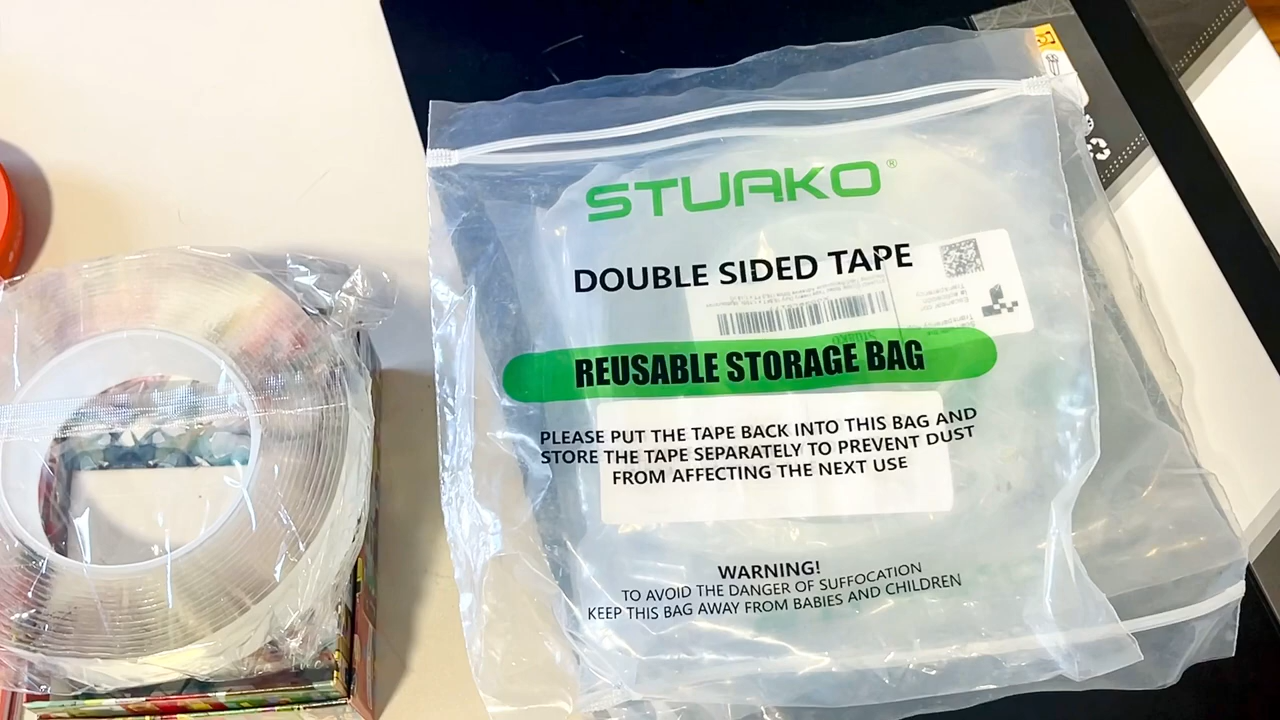 STUAKO®
DOUBLE SIDED TAPE
REUSABLE STORAGE BAG
PLEASE PUT THE TAPE BACK INTO THIS BAG AND
STORE THE TAPE SEPARATELY TO PREVENT DUST
FROM AFFECTING THE NEXT USE
WARNING!
TO AVOID THE DANGER OF SUFFOCATION
KEEP THIS BAG AWAY FROM BABIES AND CHILDREN